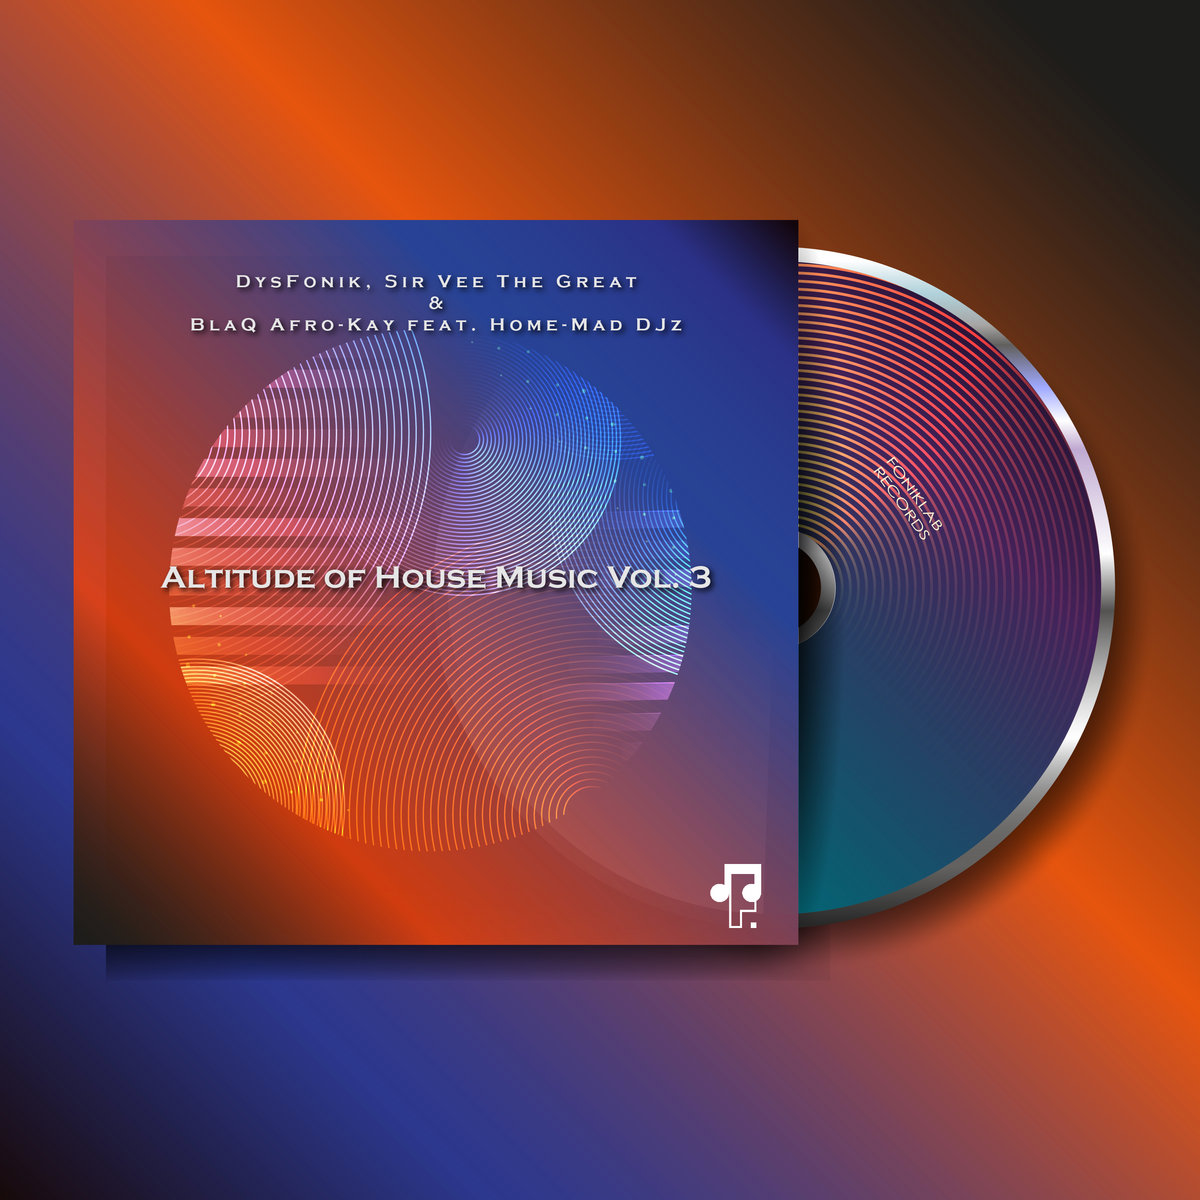 DysFonik, Sir Vee The Great
&
BlaQ Afro-Kay feat. Home-Mad DJz
Altitude of House Music Vol. 3
FONIKLAB
RECORDS